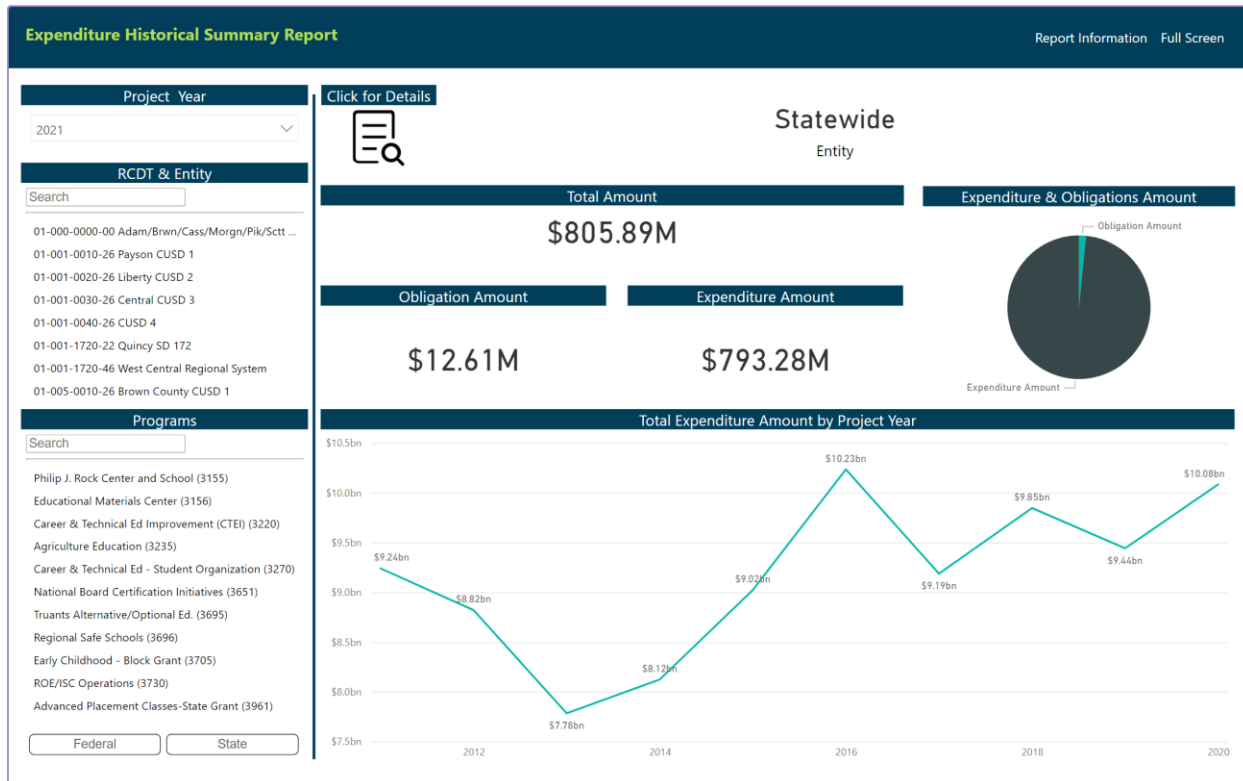 Expenditure Historical Summary Report
Report Information Full Screen
Project Year
2021
RCDT & Entity
Search
01-000-0000-00 Adam/Brwn/Cass/Morgn/Pik/Sctt ...
01-001-0010-26 Payson CUSD 1
01-001-0020-26 Liberty CUSD 2
01-001-0030-26 Central CUSD 3
01-001-0040-26 CUSD 4
01-001-1720-22 Quincy SD 172
01-001-1720-46 West Central Regional System
01-005-0010-26 Brown County CUSD 1
Programs
Search
Philip J. Rock Center and School (3155)
Educational Materials Center (3156)
Career & Technical Ed Improvement (CTEI) (3220)
Agriculture Education (3235)
Career & Technical Ed - Student Organization (3270)
National Board Certification Initiatives (3651)
Truants Alternative/Optional Ed. (3695)
Regional Safe Schools (3696)
Early Childhood - Block Grant (3705)
ROE/ISC Operations (3730)
Advanced Placement Classes-State Grant (3961)
Federal State
Click for Details
Statewide
Entity
Total Amount
$805.89M
Obligation Amount
$12.61M
Expenditure Amount
$793.28M
Expenditure & Obligations Amount
Obligation Amount
Expenditure Amount
Total Expenditure Amount by Project Year
$10.5bn
$10.0bn
$9.5bn
$9.0bn
$8.5bn
$8.0bn
$7.5bn
$9.24bn
$8.82bn
$7.78bn
$8.12bn
$9.02bn
$10.23bn
$9.19bn
$9.85bn
$9.44bn
$10.08bn
2012 2014 2016 2018 2020